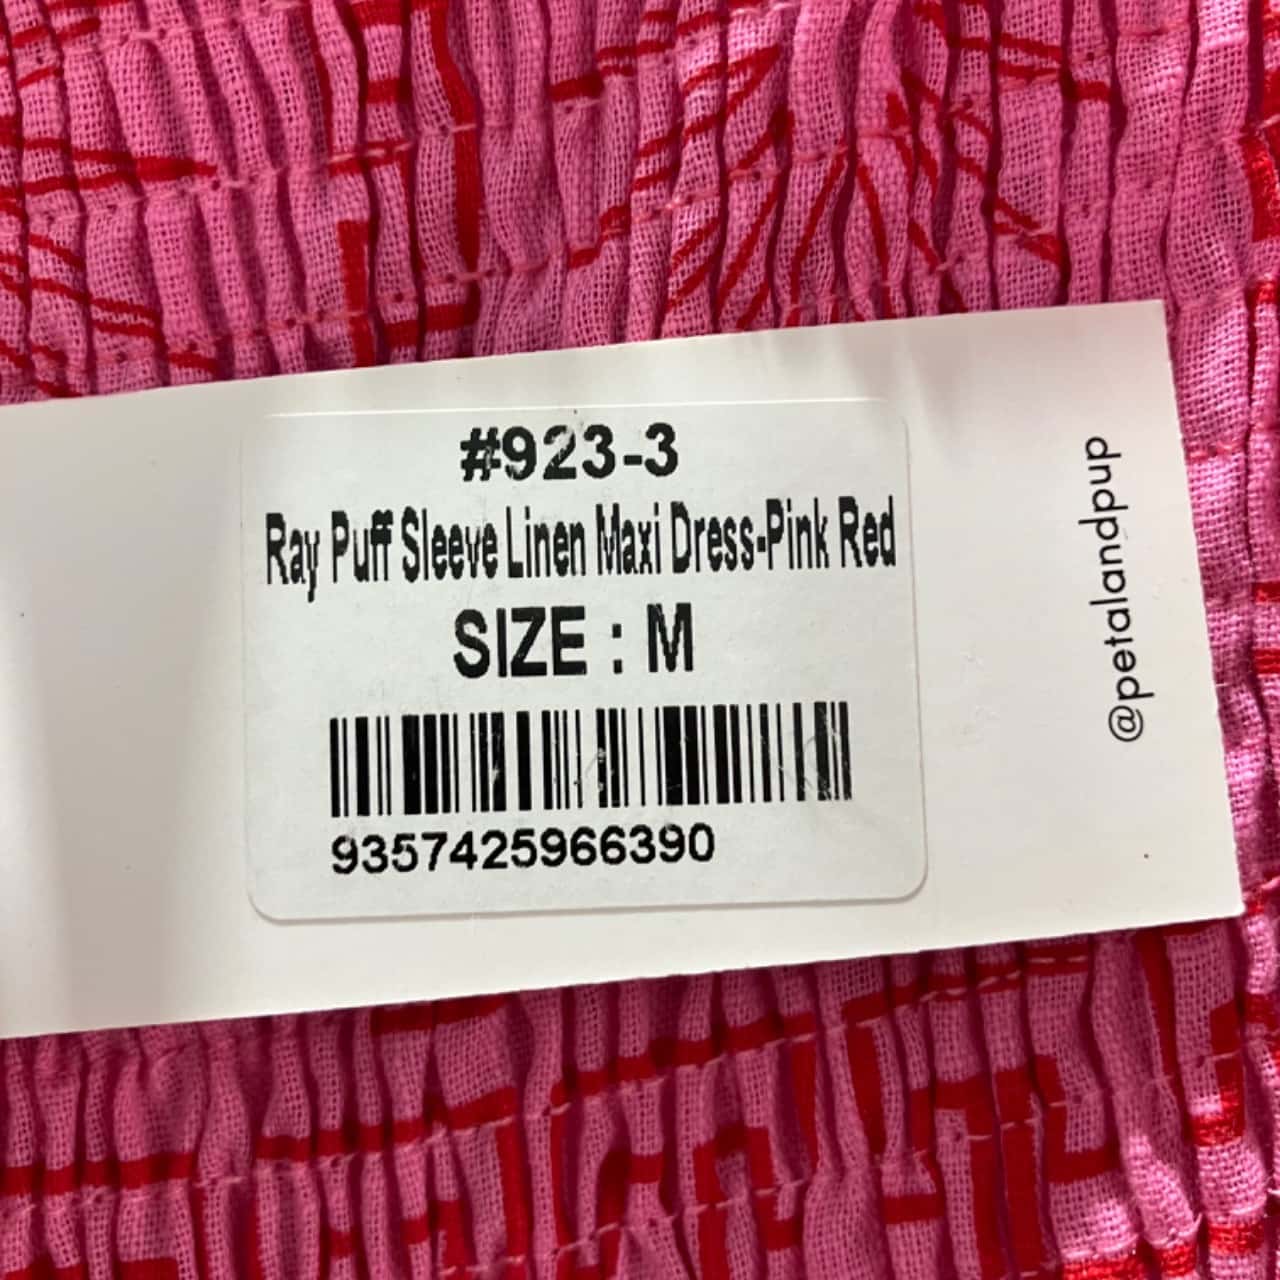 #923-3
Ray Puff Sleeve Linen Maxi Dress-Pink Red
SIZE : M
9357425966390
@petalandpup